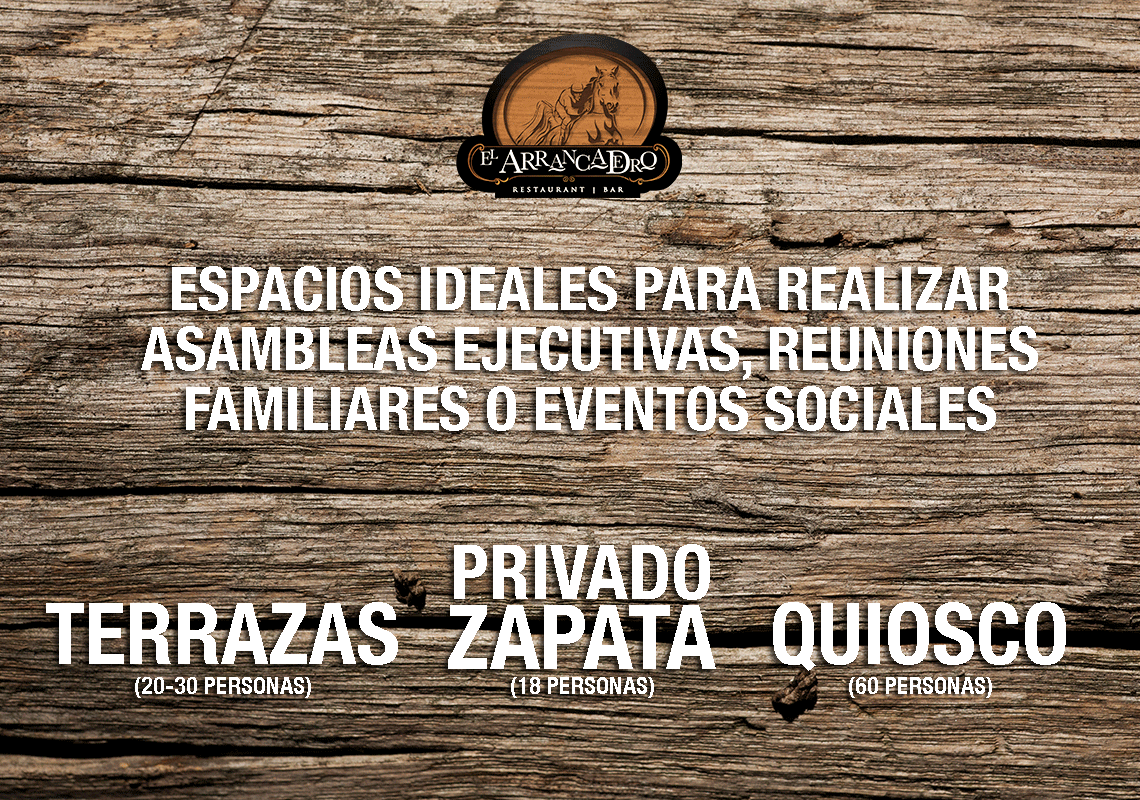 EL ARRANCADERO
RESTAURANT | BAR
ESPACIOS IDEALES PARA REALIZAR
ASAMBLEAS EJECUTIVAS, REUNIONES
FAMILIARES O EVENTOS SOCIALES
TERRAZAS
(20-30 PERSONAS)
PRIVADO
ZAPATA
(18 PERSONAS)
QUIOSCO
(60 PERSONAS)